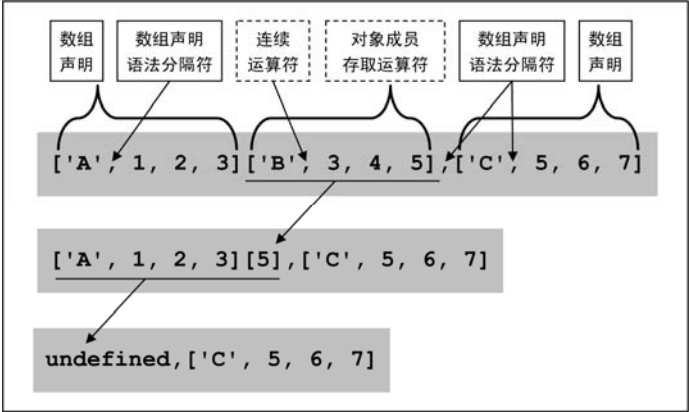 数组
声明
数组声明
语法分隔符
连续
运算符
对象成员
存取运算符
数组声明
语法分隔符
数组
声明
['A', 1, 2, 3]['B', 3, 4, 5],['C', 5, 6, 7]
['A', 1, 2, 3][5],['C', 5, 6, 7]
undefined,['C', 5, 6, 7]